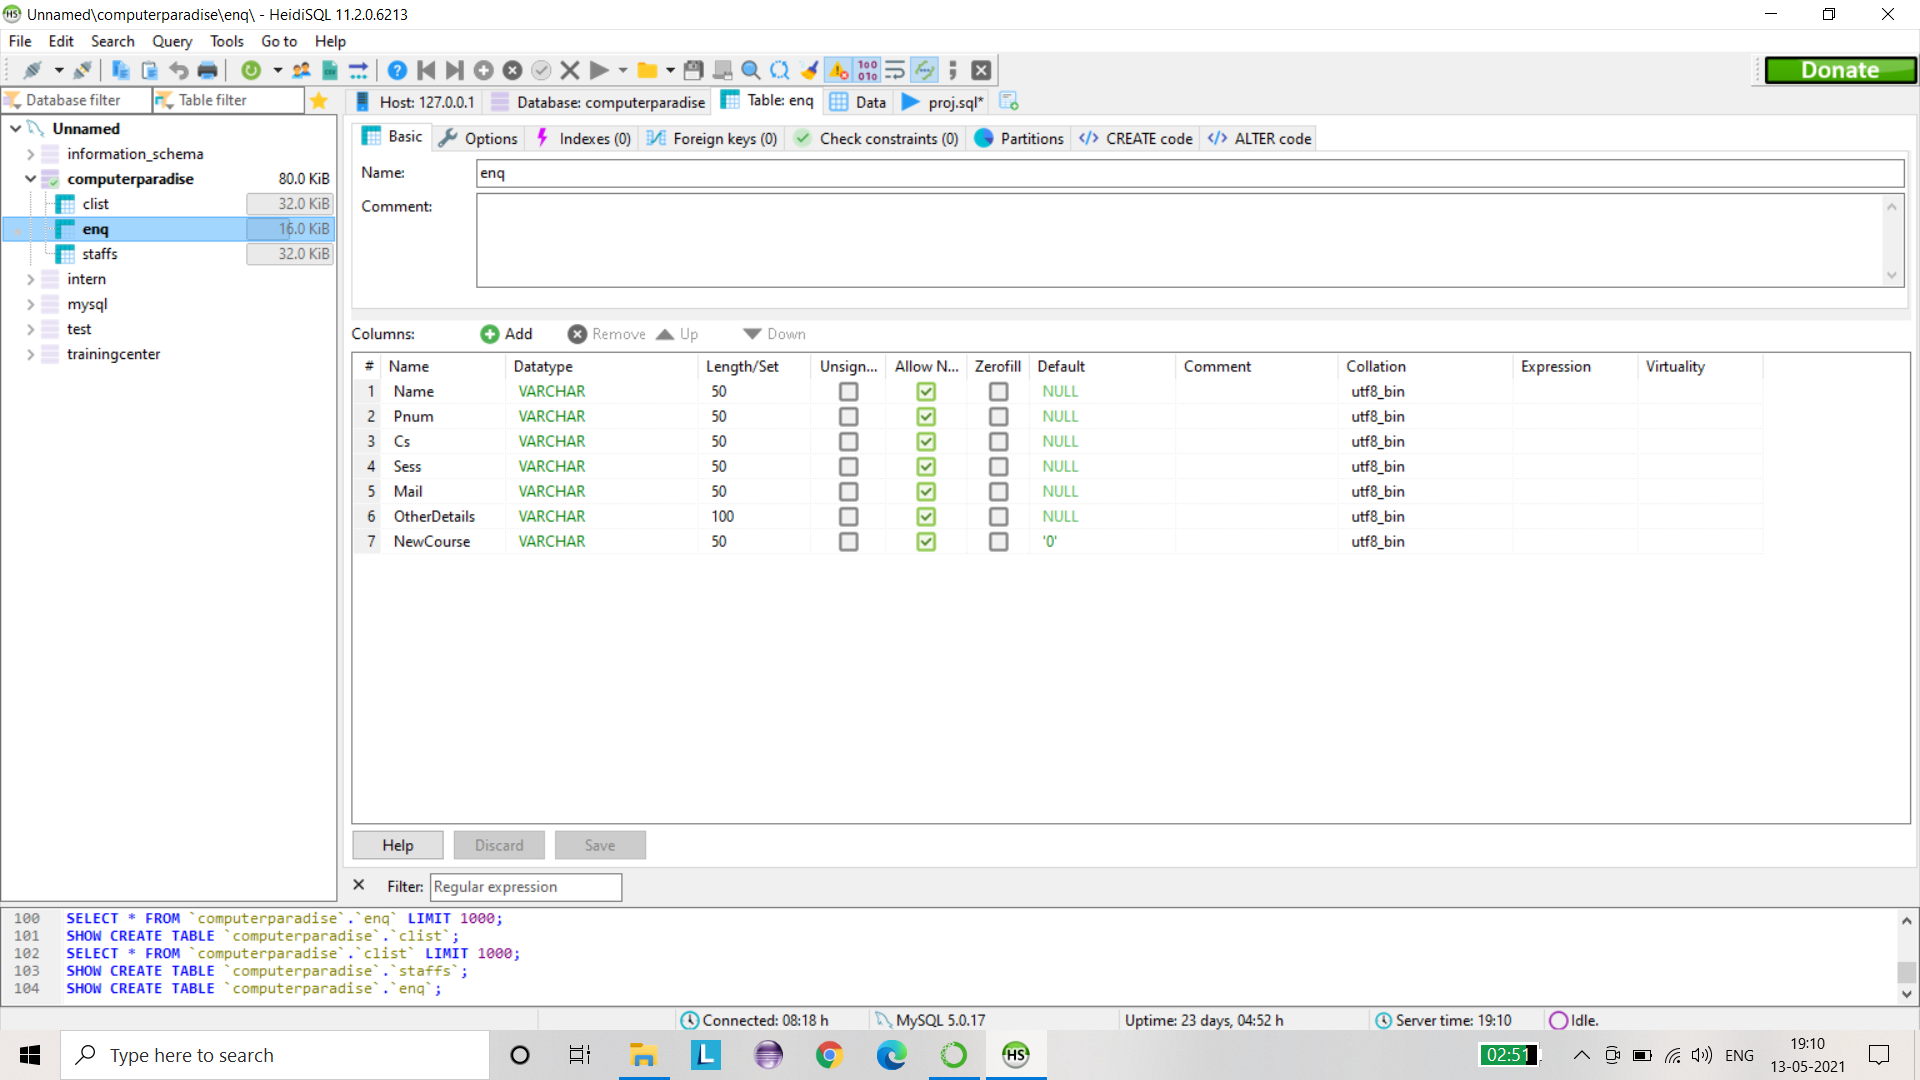 Unnamed\computerparadise\enq\ - HeidiSQL 11.2.0.6213
File Edit Search Query Tools Go to Help
Donate
Database filter Table filter Host: 127.0.0.1 Database: computerparadise Table: enq Data proj.sql*
Unnamed
information_schema
computerparadise 80.0 KiB
clist 32.0 KiB
enq 16.0 KiB
staffs 32.0 KiB
intern
mysql
test
trainingcenter
Basic Options Indexes (0) Foreign keys (0) Check constraints (0) Partitions CREATE code ALTER code
Name: enq
Comment:
Columns: Add Remove Up Down
# Name Datatype Length/Set Unsign... Allow N... Zerofill Default Comment Collation Expression Virtuality
1 Name VARCHAR 50 NULL utf8_bin
2 Pnum VARCHAR 50 NULL utf8_bin
3 Cs VARCHAR 50 NULL utf8_bin
4 Sess VARCHAR 50 NULL utf8_bin
5 Mail VARCHAR 50 NULL utf8_bin
6 OtherDetails VARCHAR 100 NULL utf8_bin
7 NewCourse VARCHAR 50 '0' utf8_bin
Help Discard Save
Filter: Regular expression
100 SELECT * FROM `computerparadise`.`enq` LIMIT 1000;
101 SHOW CREATE TABLE `computerparadise`.`clist`;
102 SELECT * FROM `computerparadise`.`clist` LIMIT 1000;
103 SHOW CREATE TABLE `computerparadise`.`staffs`;
104 SHOW CREATE TABLE `computerparadise`.`enq`;
Connected: 08:18 h MySQL 5.0.17 Uptime: 23 days, 04:52 h Server time: 19:10 Idle.
Type here to search
L
HS
02:51
ENG
19:10
13-05-2021